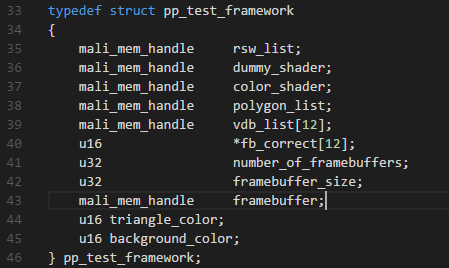 33 typedef struct pp_test_framework
34 {
35 mali_mem_handle rsw_list;
36 mali_mem_handle dummy_shader;
37 mali_mem_handle color_shader;
38 mali_mem_handle polygon_list;
39 mali_mem_handle vdb_list[12];
40 u16 *fb_correct[12];
41 u32 number_of_framebuffers;
42 u32 framebuffer_size;
43 mali_mem_handle framebuffer;
44 u16 triangle_color;
45 u16 background_color;
46 } pp_test_framework;